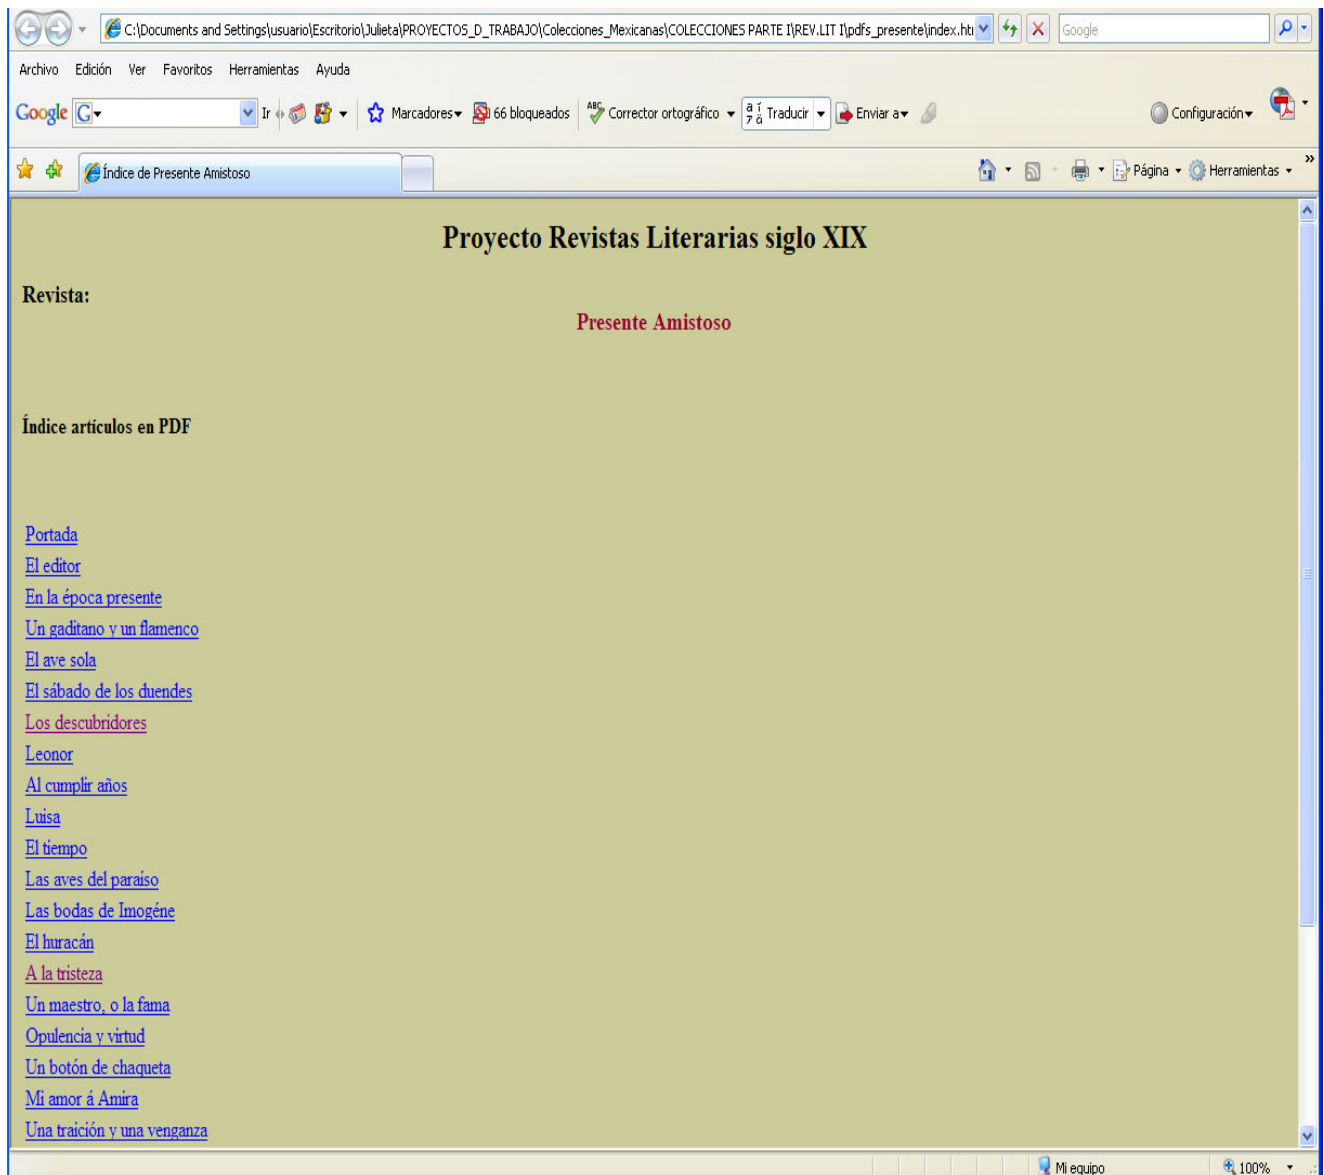 C:\Documents and Settings\usuario\Escritorio\Julieta\PROYECTOS_D_TRABAJO\Colecciones_Mexicanas\COLECCIONES PARTE I\REV.LIT I\pdfs_presente\index.ht Google
Archivo Edición Ver Favoritos Herramientas Ayuda
Google G Ir Marcadores 66 bloqueados ABC Corrector ortográfico Traducir Enviar a Configuración
Índice de Presente Amistoso Página Herramientas »
Proyecto Revistas Literarias siglo XIX
Revista:
Presente Amistoso
Índice artículos en PDF
Portada
El editor
En la época presente
Un gaditano y un flamenco
El ave sola
El sábado de los duendes
Los descubridores
Leonor
Al cumplir años
Luisa
El tiempo
Las aves del paraíso
Las bodas de Imogéne
El huracán
A la tristeza
Un maestro, o la fama
Opulencia y virtud
Un botón de chaqueta
Mi amor á Amira
Una traición y una venganza
Mi equipo 100%